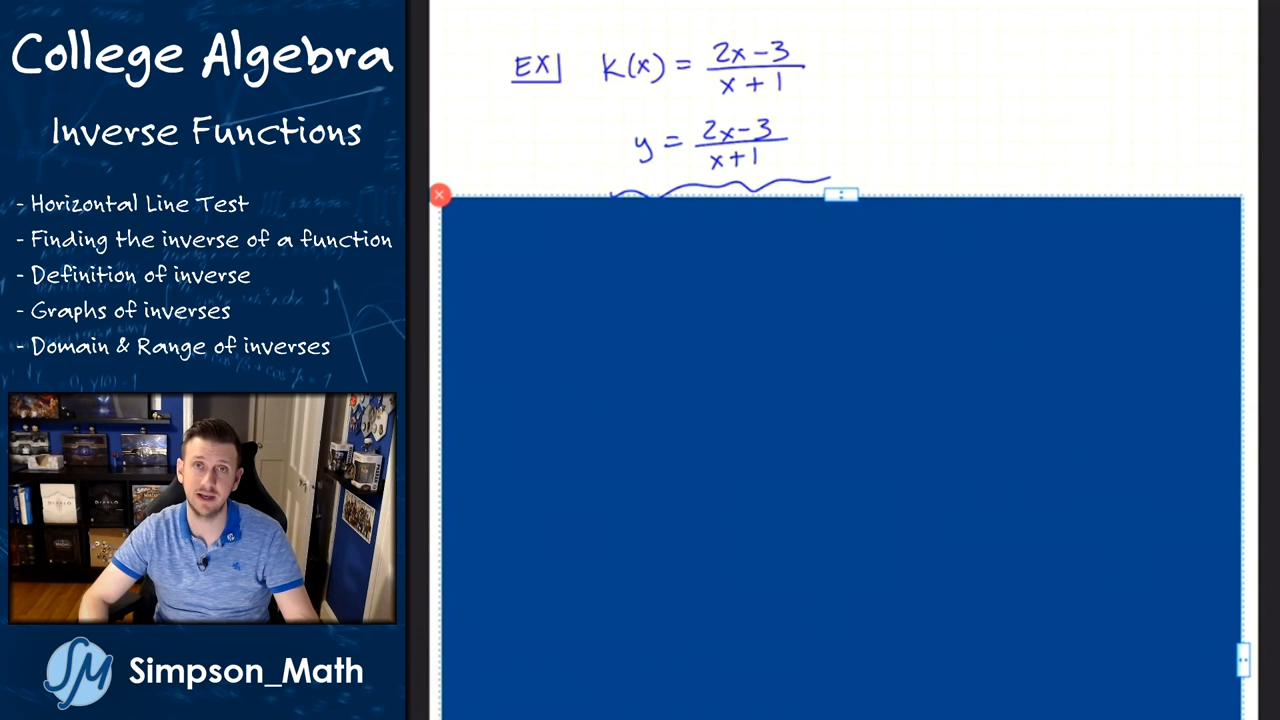 College Algebra
Inverse Functions
- Horizontal Line Test
- Finding the inverse of a function
- Definition of inverse
- Graphs of inverses
- Domain & Range of inverses
SM Simpson_Math
EX] K(x) = 2x-3 / x+1
y = 2x-3 / x+1